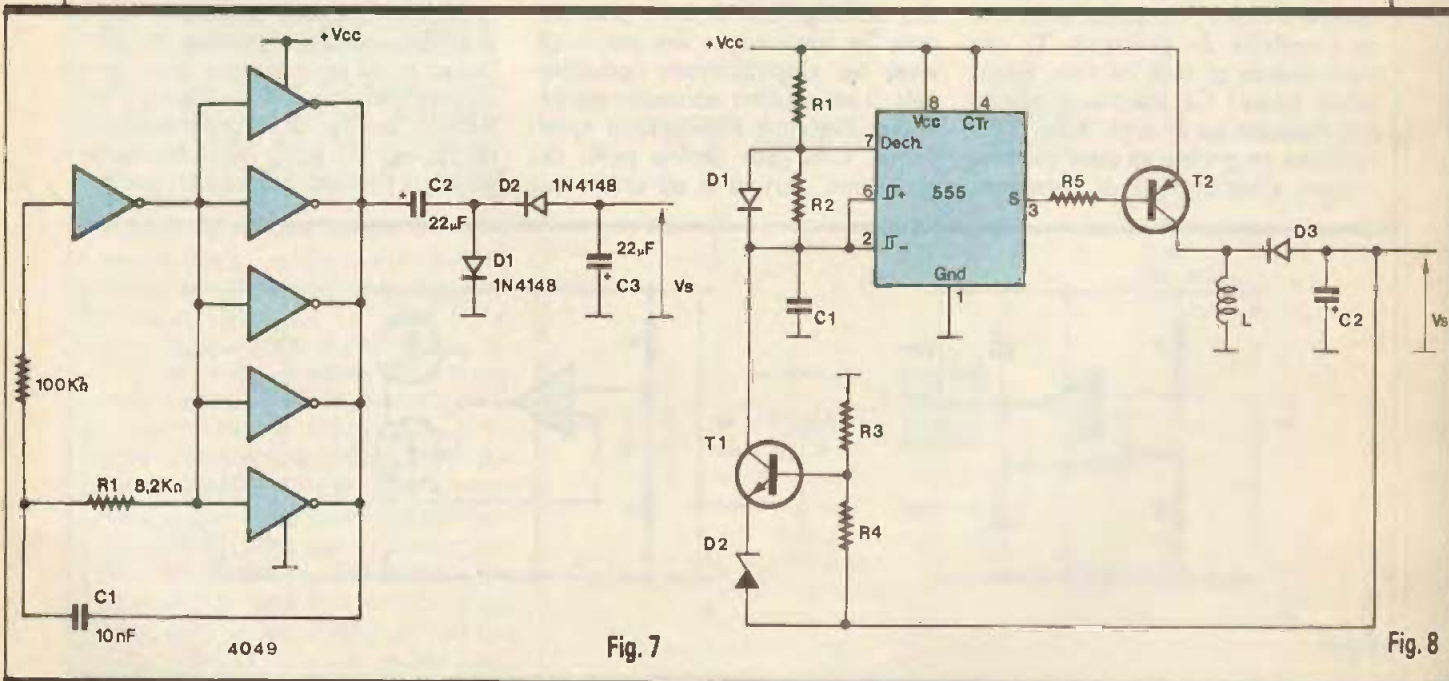 +Vcc
C2
22µF
D2
1N4148
D1
1N4148
22µF
C3
Vs
100KΩ
R1 8,2KΩ
C1
10nF
4049
Fig. 7
+Vcc
R1
8
Vcc
4
CTr
7
Dech.
D1
R2
6
+
555
2
-
S
3
R5
T2
Gnd
1
C1
L
D3
C2
Vs
T1
R3
R4
D2
Fig. 8